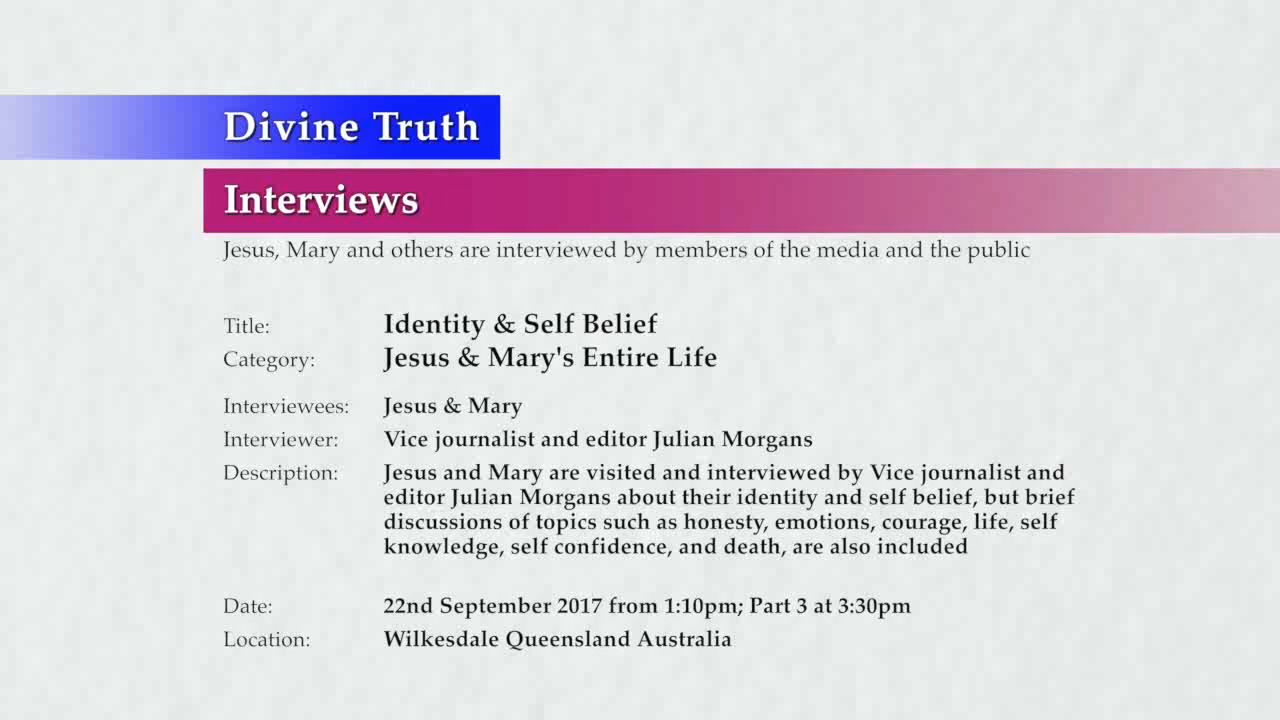 Divine Truth
Interviews
Jesus, Mary and others are interviewed by members of the media and the public
Title: Identity & Self Belief
Category: Jesus & Mary's Entire Life
Interviewees: Jesus & Mary
Interviewer: Vice journalist and editor Julian Morgans
Description: Jesus and Mary are visited and interviewed by Vice journalist and
editor Julian Morgans about their identity and self belief, but brief
discussions of topics such as honesty, emotions, courage, life, self
knowledge, self confidence, and death, are also included
Date: 22nd September 2017 from 1:10pm; Part 3 at 3:30pm
Location: Wilkesdale Queensland Australia